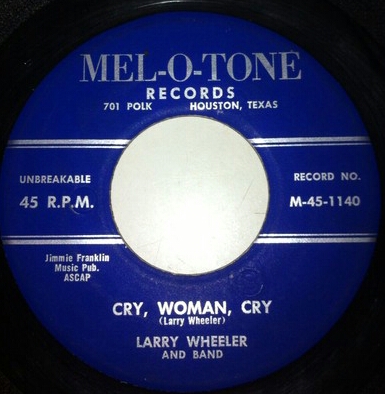 MEL-O-TONE
RECORDS
701 POLK HOUSTON, TEXAS
UNBREAKABLE
45 R.P.M.
RECORD NO.
M-45-1140
Jimmie Franklin
Music Pub.
ASCAP
CRY, WOMAN, CRY
(Larry Wheeler)
LARRY WHEELER
AND BAND